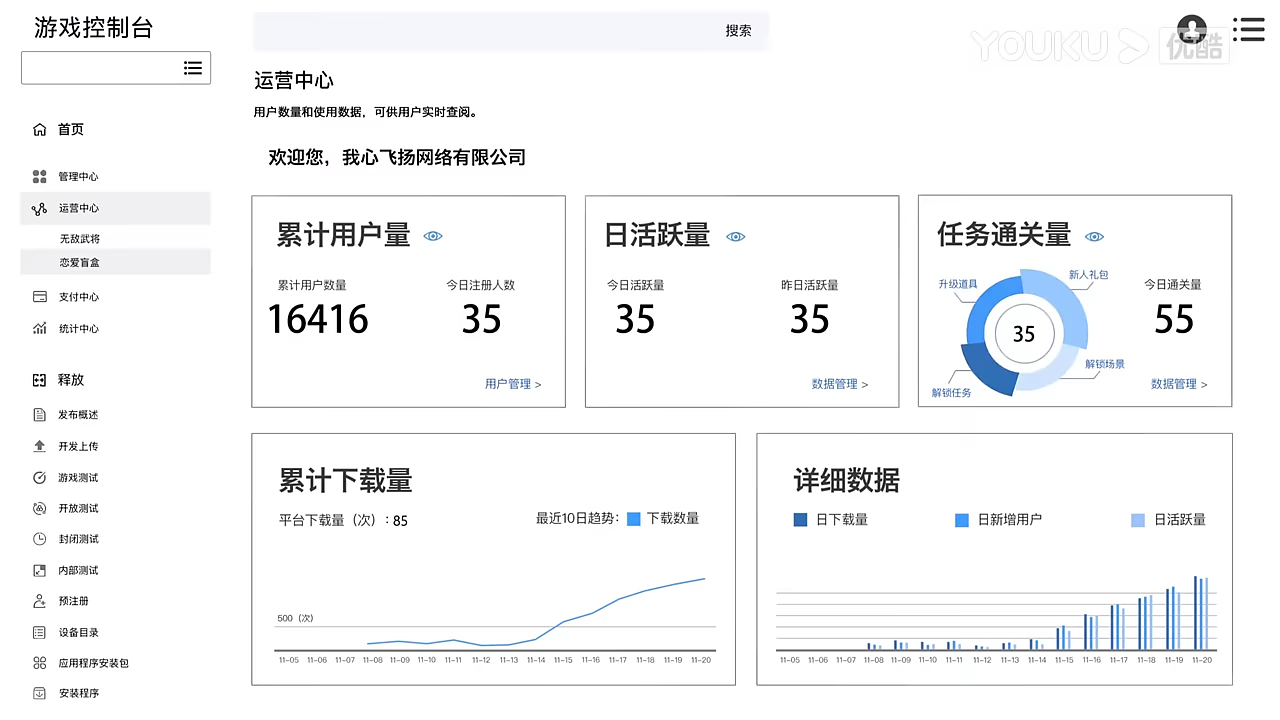 游戏控制台
搜索
YOUKU 优酷
运营中心
用户数量和使用数据，可供用户实时查阅。
欢迎您，我心飞扬网络有限公司
首页
管理中心
运营中心
无敌武将
恋爱盲盒
支付中心
统计中心
释放
发布概述
开发上传
游戏测试
开放测试
封闭测试
内部测试
预注册
设备目录
应用程序安装包
安装程序
累计用户量
累计用户数量 今日注册人数
16416 35
用户管理 >
日活跃量
今日活跃量 昨日活跃量
35 35
数据管理 >
任务通关量
升级道具 新人礼包
35
解锁任务 解锁场景
今日通关量
55
数据管理 >
累计下载量
平台下载量（次）: 85 最近10日趋势: 下载数量
500（次）
11-05 11-06 11-07 11-08 11-09 11-10 11-11 11-12 11-13 11-14 11-15 11-16 11-17 11-18 11-19 11-20
详细数据
日下载量 日新增用户 日活跃量
11-05 11-06 11-07 11-08 11-09 11-10 11-11 11-12 11-13 11-14 11-15 11-16 11-17 11-18 11-19 11-20